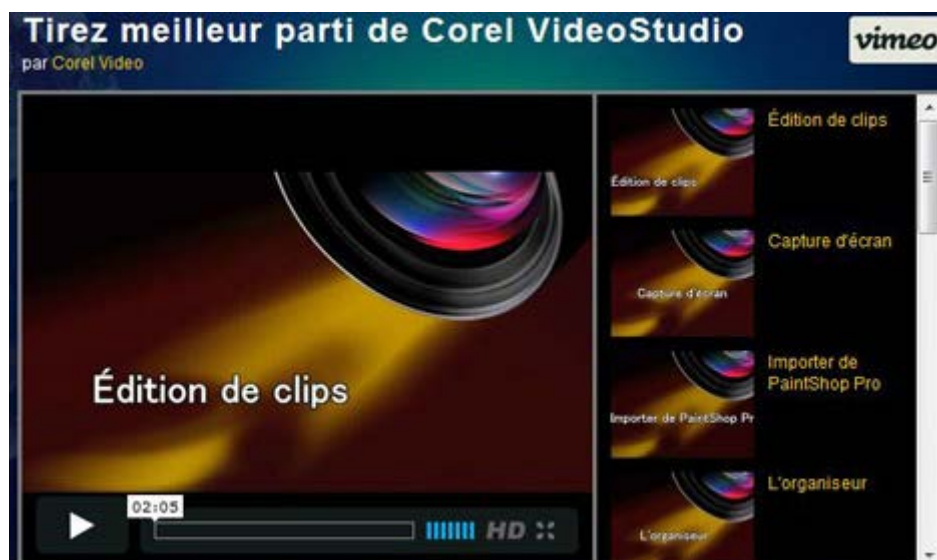 Tirez meilleur parti de Corel VideoStudio
par Corel Video
vimeo
Édition de clips
02:05
HD
Édition de clips
Édition de clips
Capture d'écran
Capture d'écran
Importer de PaintShop Pr
Importer de
PaintShop Pro
L'organiseur
L'organiseur